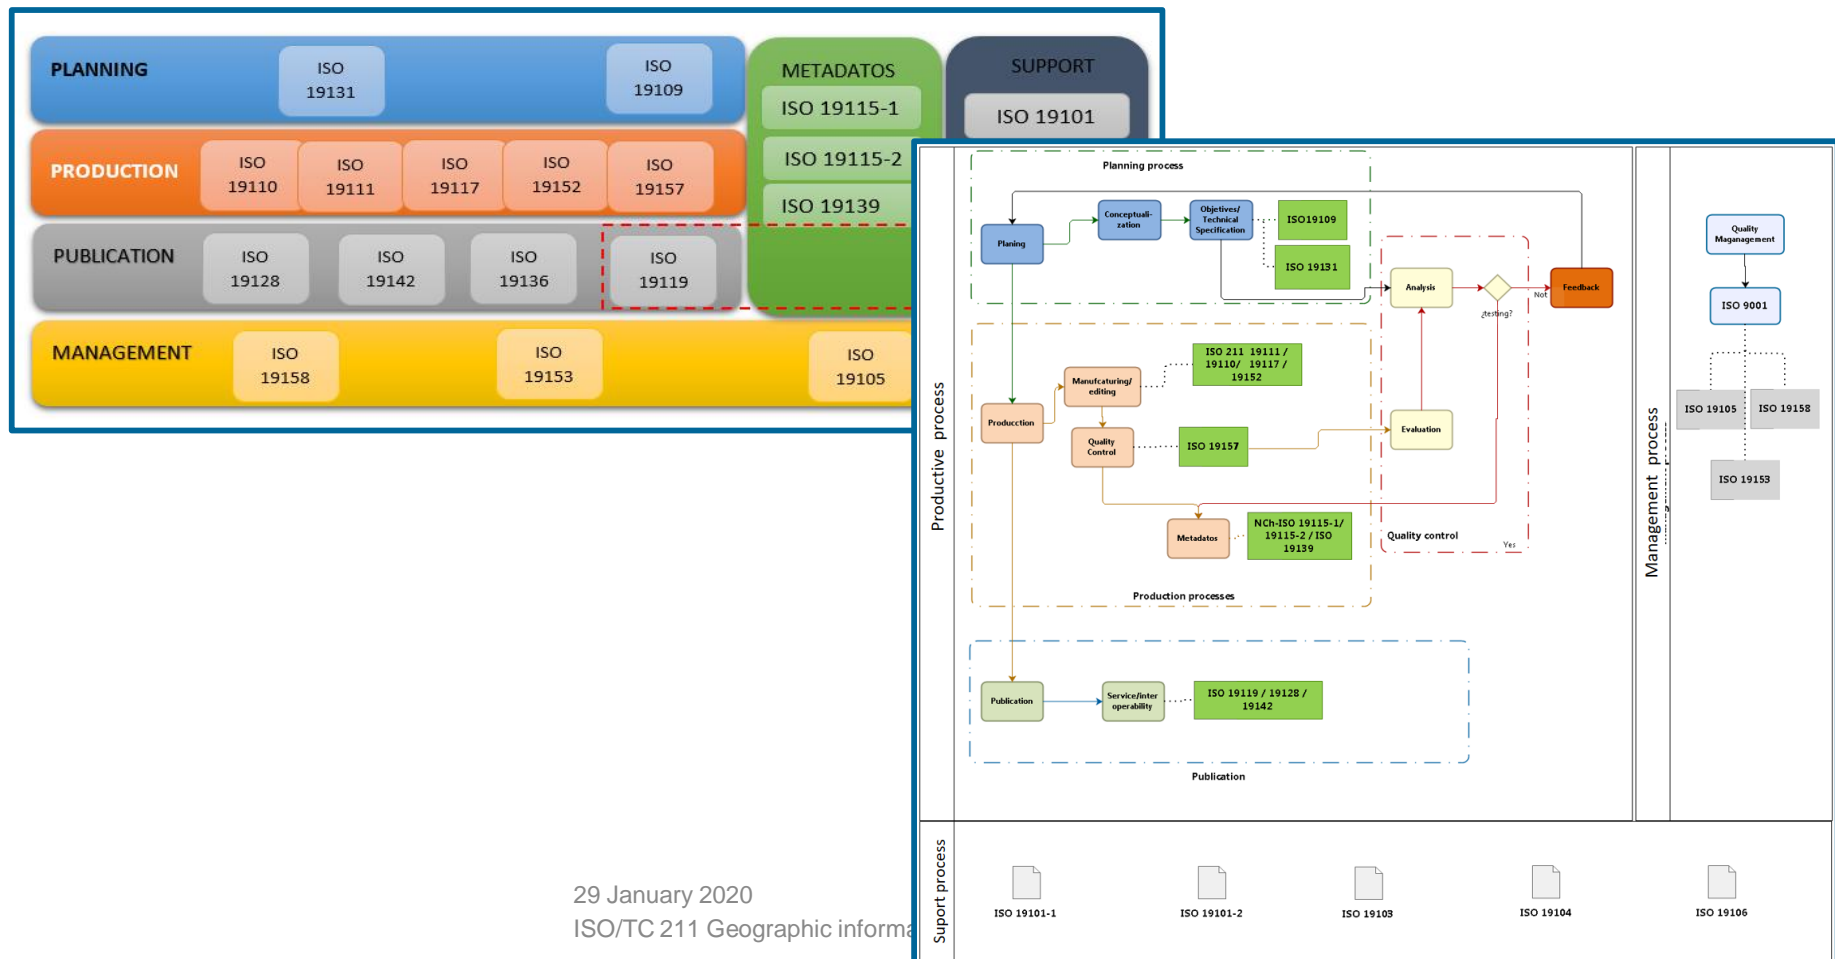 PLANNING
ISO
19131
ISO
19109
METADATOS
ISO 19115-1
ISO 19115-2
ISO 19139
SUPPORT
ISO 19101
PRODUCTION
ISO
19110
ISO
19111
ISO
19117
ISO
19152
ISO
19157
PUBLICATION
ISO
19128
ISO
19142
ISO
19136
ISO
19119
MANAGEMENT
ISO
19158
ISO
19153
ISO
19105
Productive process
Planning process
Planing
Conceptuali-
zation
Objetives/
Technical
Specification
ISO19109
ISO 19131
Analysis
¿testing?
Not
Feedback
Producction
Manufcaturing/
editing
ISO 211 19111 /
19110/ 19117 /
19152
Quality
Control
ISO 19157
Evaluation
Metadatos
NCh-ISO 19115-1/
19115-2 / ISO
19139
Quality control
Yes
Production processes
Publication
Service/inter
operability
ISO 19119 / 19128 /
19142
Publication
Management process
Quality
Maganagement
ISO 9001
ISO 19105
ISO 19158
ISO 19153
Suport process
ISO 19101-1
ISO 19101-2
ISO 19103
ISO 19104
ISO 19106
29 January 2020
ISO/TC 211 Geographic informa